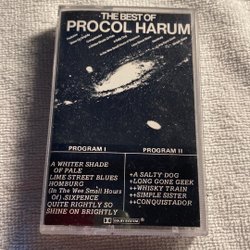 THE BEST OF
PROCOL HARUM
PROGRAM I
A WHITER SHADE
OF PALE
LIME STREET BLUES
HOMBURG
(In The Wee Small Hours
Of)-SIXPENCE
QUITE RIGHTLY SO
SHINE ON BRIGHTLY
PROGRAM II
+A SALTY DOG
+LONG GONE GEEK
++WHISKY TRAIN
++SIMPLE SISTER
++CONQUISTADOR
DOLBY SYSTEM